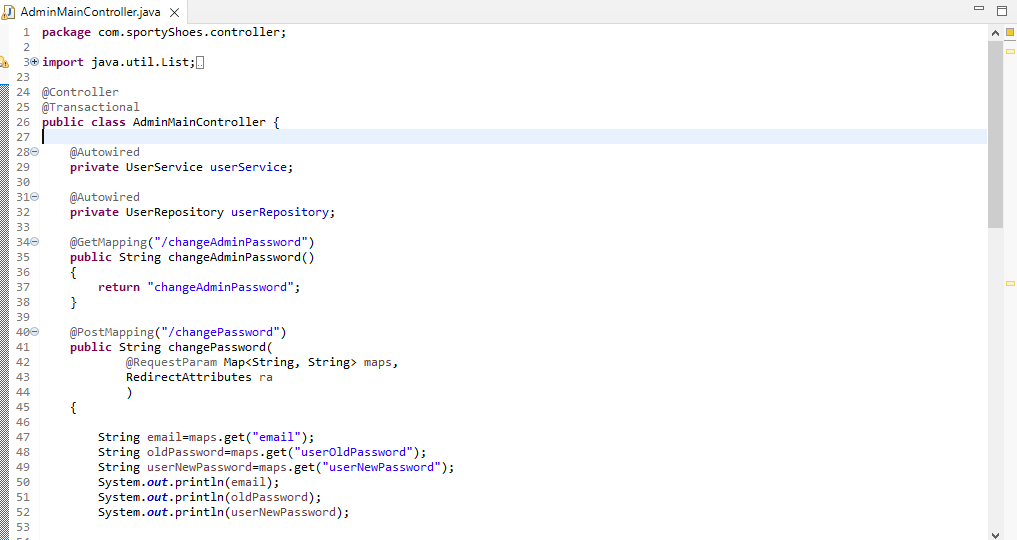 AdminMainController.java
1 package com.sportyShoes.controller;
2
3 import java.util.List;
23
24 @Controller
25 @Transactional
26 public class AdminMainController {
27
28 @Autowired
29 private UserService userService;
30
31 @Autowired
32 private UserRepository userRepository;
33
34 @GetMapping("/changeAdminPassword")
35 public String changeAdminPassword()
36 {
37 return "changeAdminPassword";
38 }
39
40 @PostMapping("/changePassword")
41 public String changePassword(
42 @RequestParam Map<String, String> maps,
43 RedirectAttributes ra
44 )
45 {
46
47 String email=maps.get("email");
48 String oldPassword=maps.get("userOldPassword");
49 String userNewPassword=maps.get("userNewPassword");
50 System.out.println(email);
51 System.out.println(oldPassword);
52 System.out.println(userNewPassword);
53